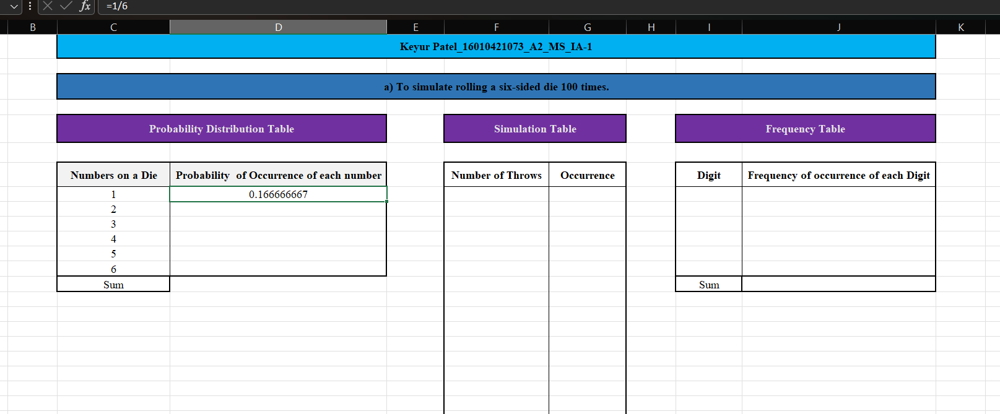 fx =1/6
B C D E F G H I J K
Keyur Patel_16010421073_A2_MS_IA-1
a) To simulate rolling a six-sided die 100 times.
Probability Distribution Table Simulation Table Frequency Table
Numbers on a Die Probability of Occurrence of each number Number of Throws Occurrence Digit Frequency of occurrence of each Digit
1 0.166666667
2
3
4
5
6
Sum Sum